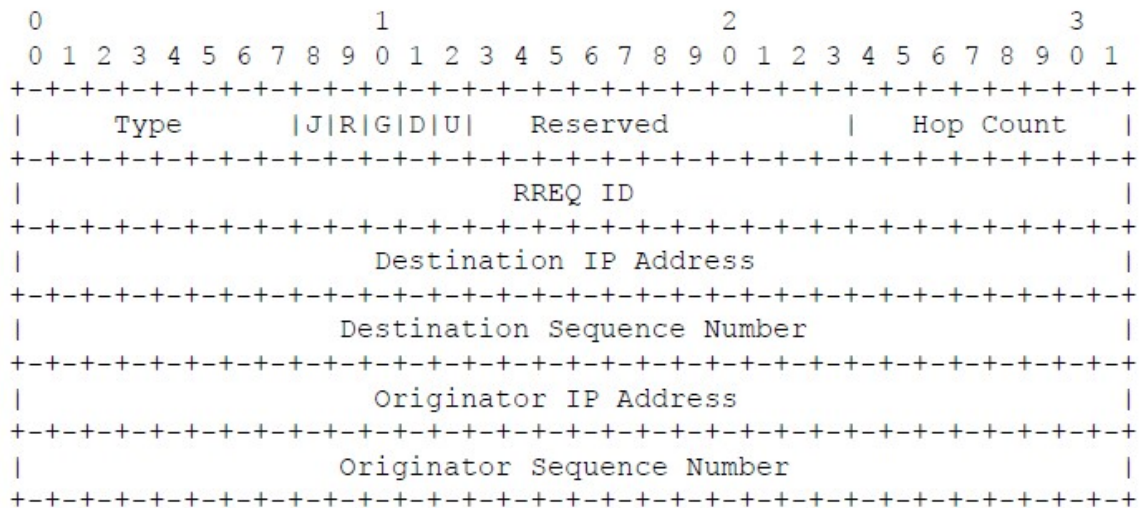 0                   1                   2                   3
0 1 2 3 4 5 6 7 8 9 0 1 2 3 4 5 6 7 8 9 0 1 2 3 4 5 6 7 8 9 0 1
+-+-+-+-+-+-+-+-+-+-+-+-+-+-+-+-+-+-+-+-+-+-+-+-+-+-+-+-+-+-+-+-+
|     Type      |J|R|G|D|U|   Reserved          |   Hop Count   |
+-+-+-+-+-+-+-+-+-+-+-+-+-+-+-+-+-+-+-+-+-+-+-+-+-+-+-+-+-+-+-+-+
|                            RREQ ID                            |
+-+-+-+-+-+-+-+-+-+-+-+-+-+-+-+-+-+-+-+-+-+-+-+-+-+-+-+-+-+-+-+-+
|                    Destination IP Address                     |
+-+-+-+-+-+-+-+-+-+-+-+-+-+-+-+-+-+-+-+-+-+-+-+-+-+-+-+-+-+-+-+-+
|                  Destination Sequence Number                  |
+-+-+-+-+-+-+-+-+-+-+-+-+-+-+-+-+-+-+-+-+-+-+-+-+-+-+-+-+-+-+-+-+
|                    Originator IP Address                      |
+-+-+-+-+-+-+-+-+-+-+-+-+-+-+-+-+-+-+-+-+-+-+-+-+-+-+-+-+-+-+-+-+
|                  Originator Sequence Number                   |
+-+-+-+-+-+-+-+-+-+-+-+-+-+-+-+-+-+-+-+-+-+-+-+-+-+-+-+-+-+-+-+-+